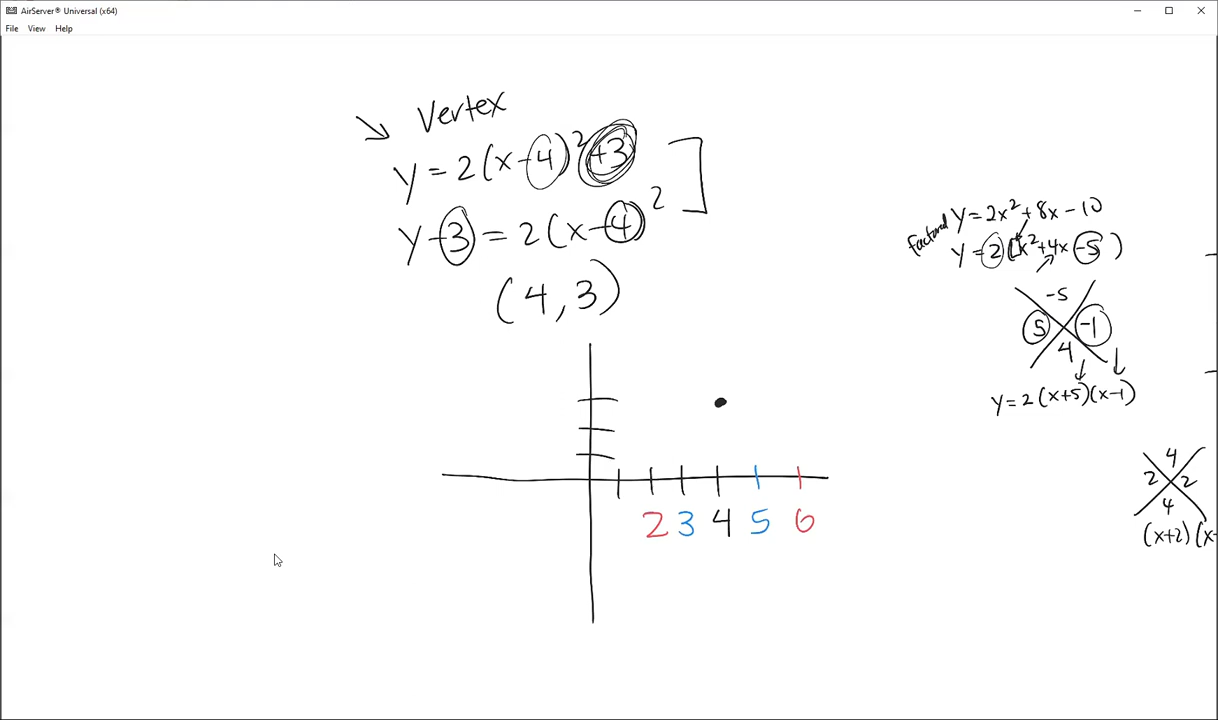 AirServer® Universal (x64)
File View Help
Vertex
y = 2(x-4)² +3
y-3 = 2(x-4)²
(4,3)
2 3 4 5 6
factored y = 2x² + 8x - 10
y = 2(x² + 4x - 5)
-5
5 -1
4
y = 2(x+5)(x-1)
4
2 2
4
(x+2)(x-